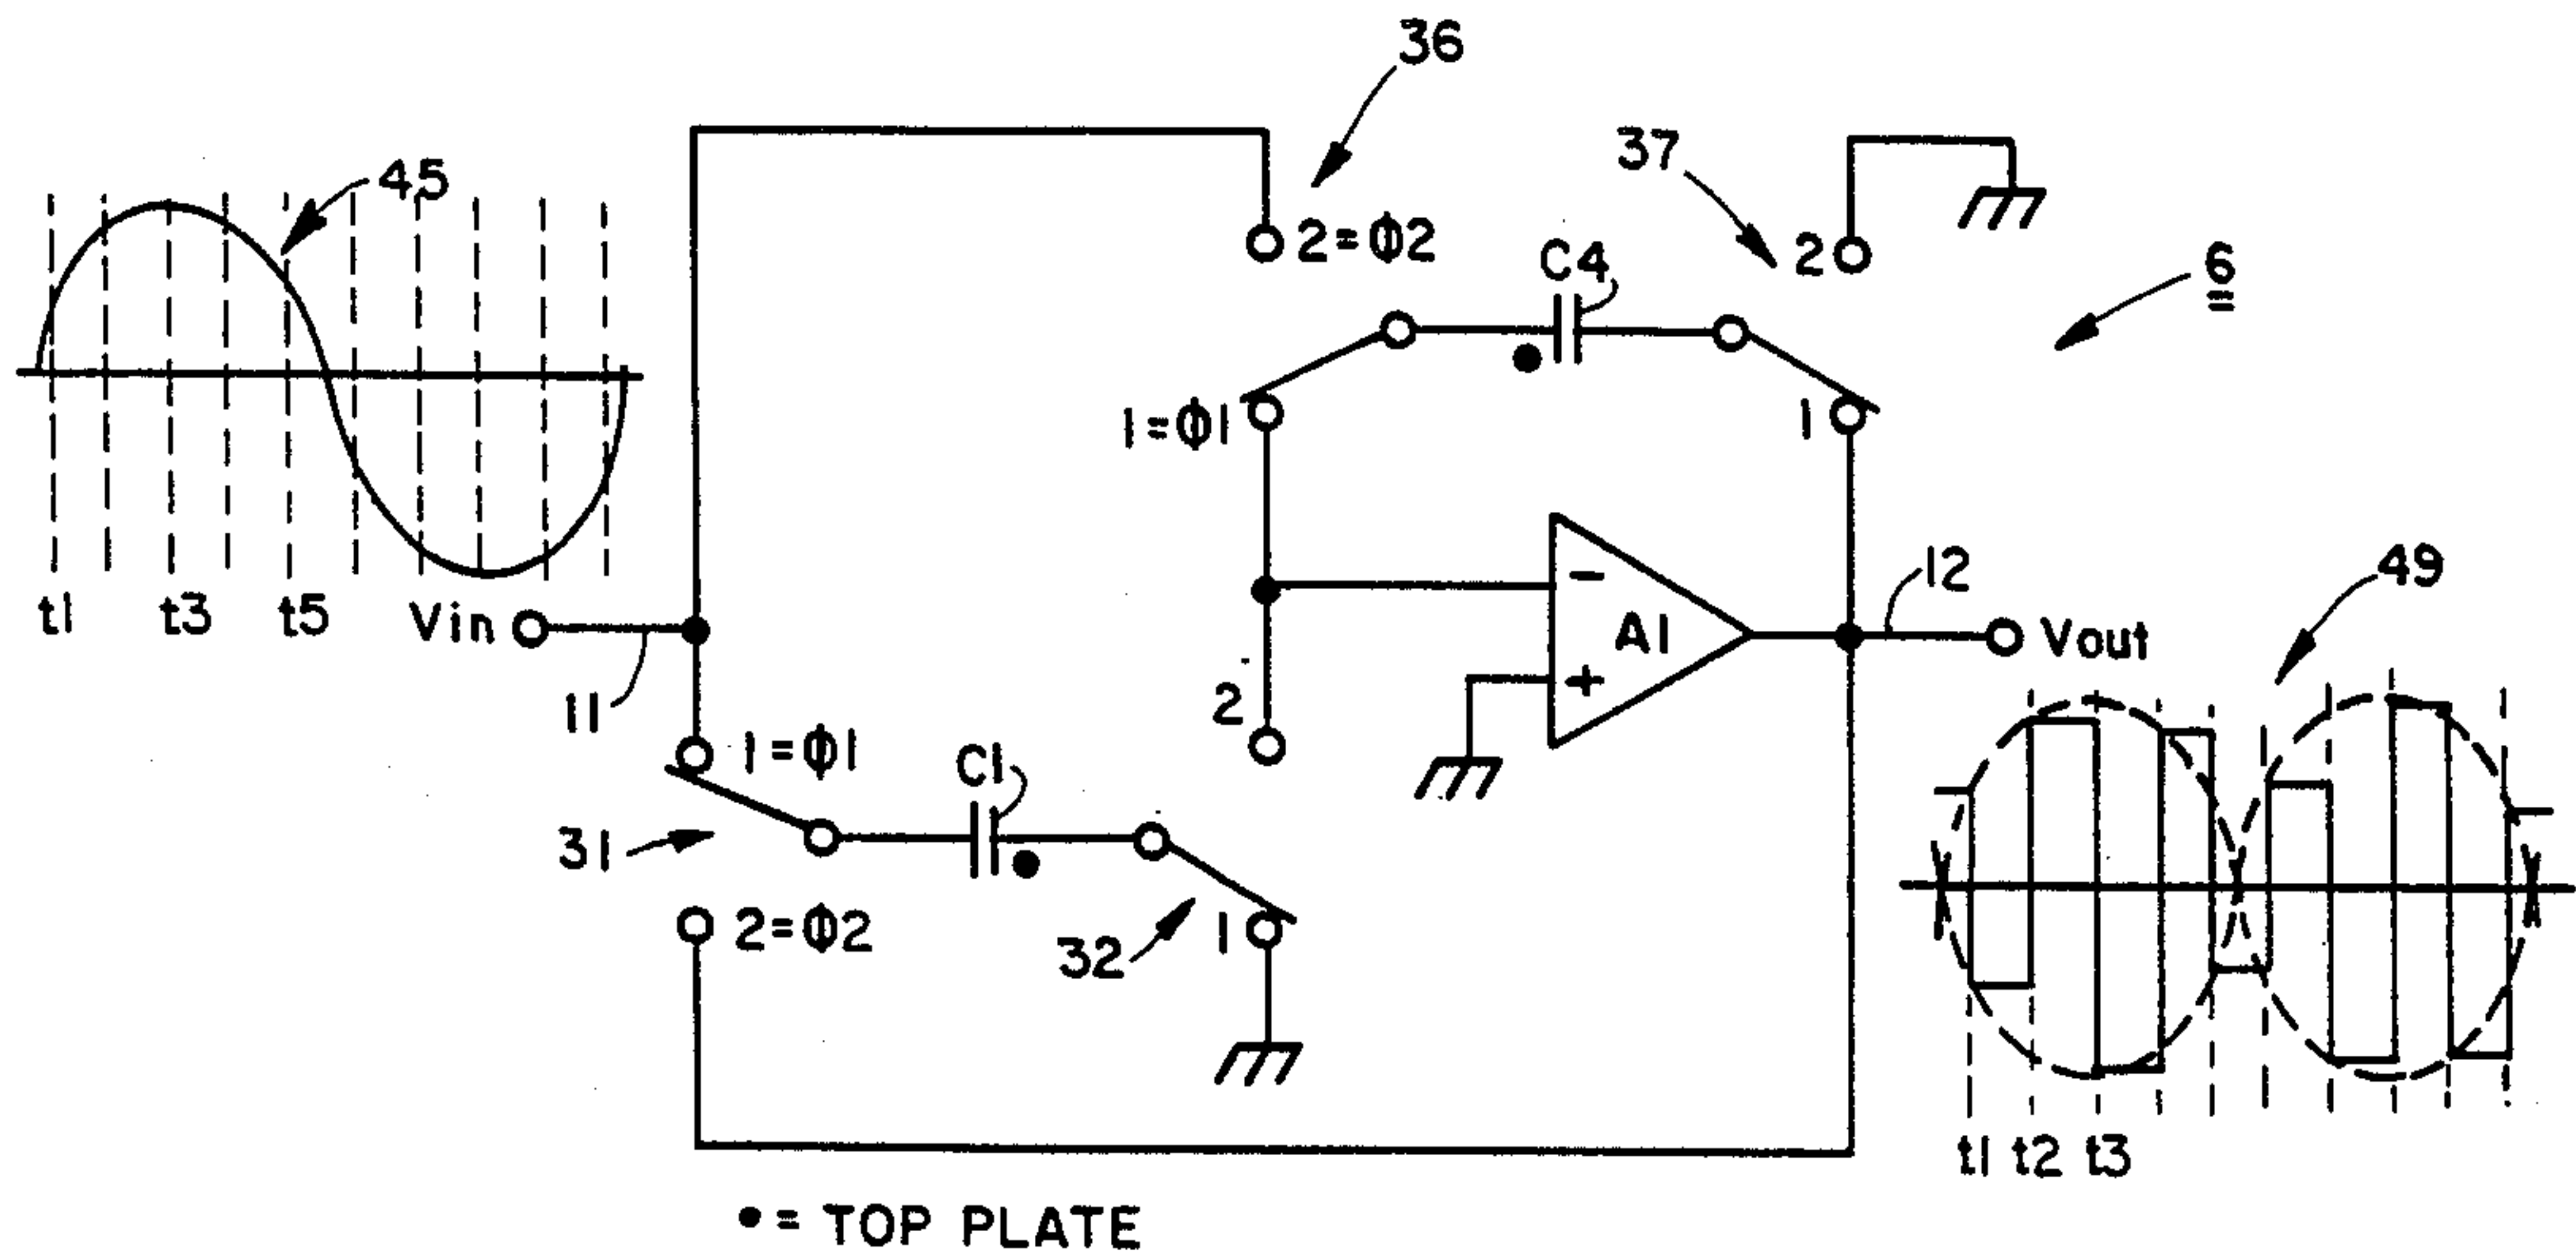 36
37
45
2=Φ2
2
C4
6
1=Φ1
1
t1 t3 t5
Vin
11
-
A1
+
12
Vout
49
2
1=Φ1
C1
31
2=Φ2
32
1
t1 t2 t3
• = TOP PLATE